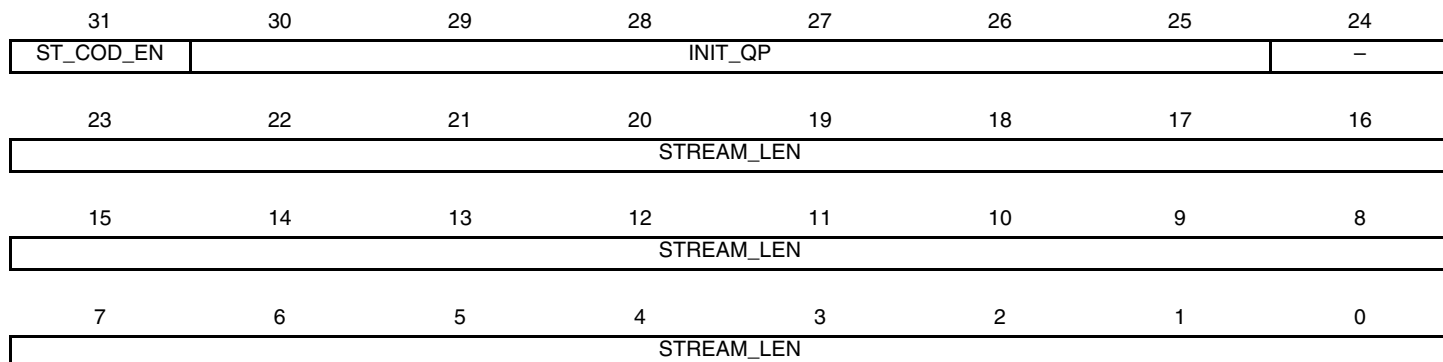 31 30 29 28 27 26 25 24
ST_COD_EN INIT_QP –
23 22 21 20 19 18 17 16
STREAM_LEN
15 14 13 12 11 10 9 8
STREAM_LEN
7 6 5 4 3 2 1 0
STREAM_LEN